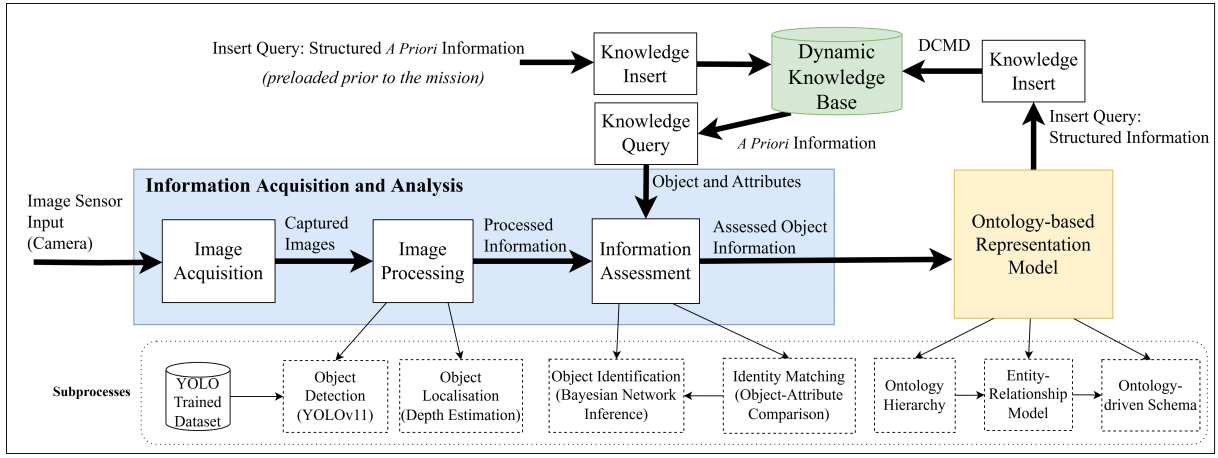 Insert Query: Structured A Priori Information
(preloaded prior to the mission)
Knowledge
Insert
Dynamic
Knowledge
Base
DCMD
Knowledge
Insert
Knowledge
Query
A Priori Information
Insert Query:
Structured Information
Information Acquisition and Analysis
Object and Attributes
Image Sensor
Input
(Camera)
Image
Acquisition
Captured
Images
Image
Processing
Processed
Information
Information
Assessment
Assessed Object
Information
Ontology-based
Representation
Model
Subprocesses
YOLO
Trained
Dataset
Object
Detection
(YOLOv11)
Object
Localisation
(Depth Estimation)
Object Identification
(Bayesian Network
Inference)
Identity Matching
(Object-Attribute
Comparison)
Ontology
Hierarchy
Entity-
Relationship
Model
Ontology-
driven Schema